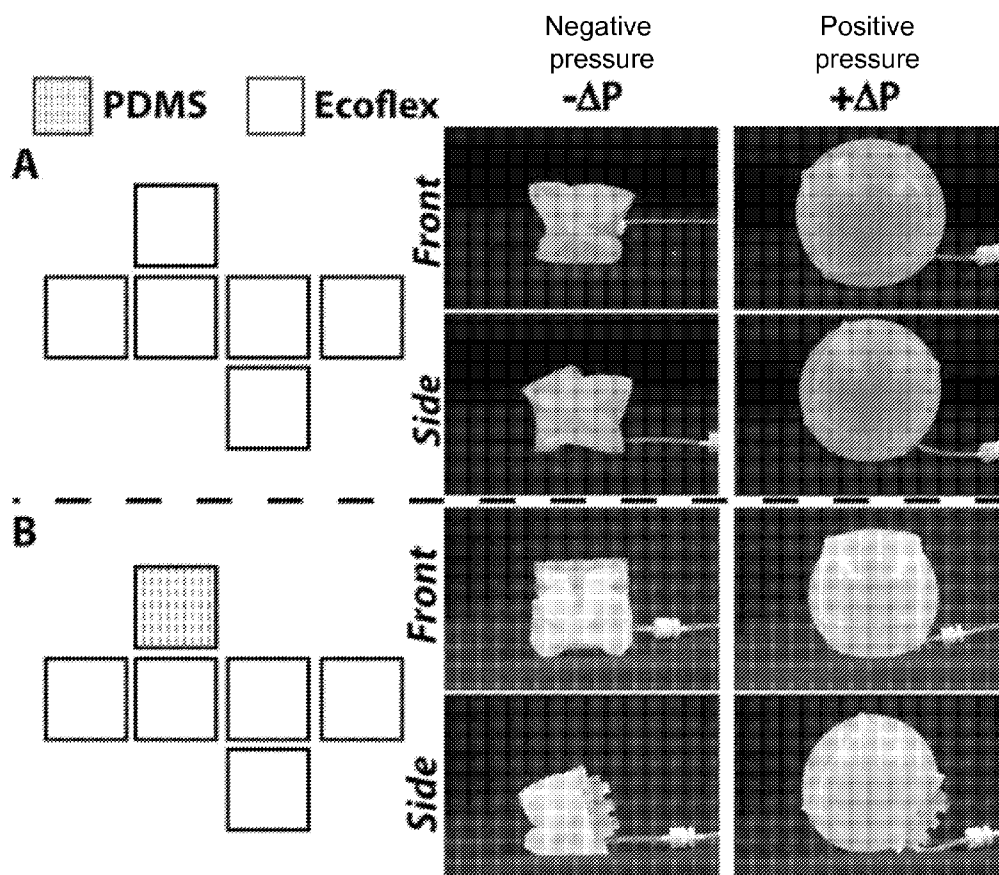 Negative
pressure
-ΔP
Positive
pressure
+ΔP
PDMS
Ecoflex
A
Front
Side
B
Front
Side